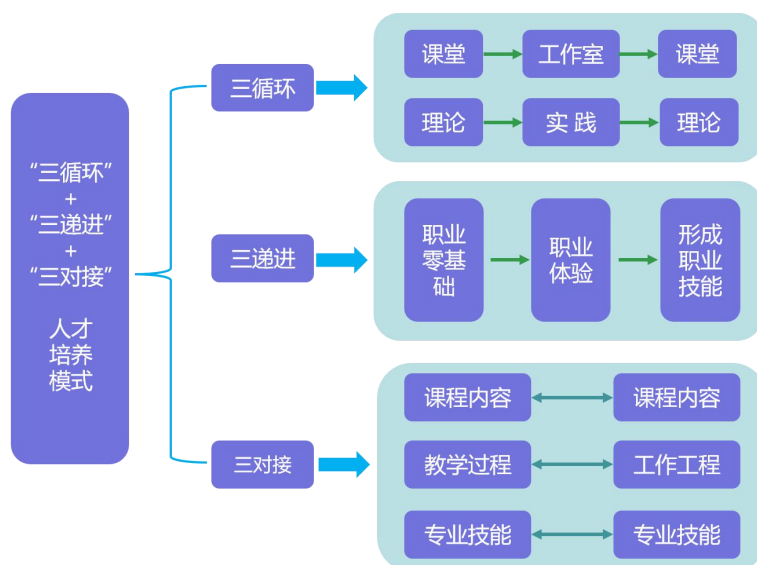 “三循环”
+
“三递进”
+
“三对接”
人才
培养
模式
三循环
课堂
工作室
课堂
理论
实 践
理论
三递进
职业
零基
础
职业
体验
形成
职业
技能
三对接
课程内容
课程内容
教学过程
工作工程
专业技能
专业技能